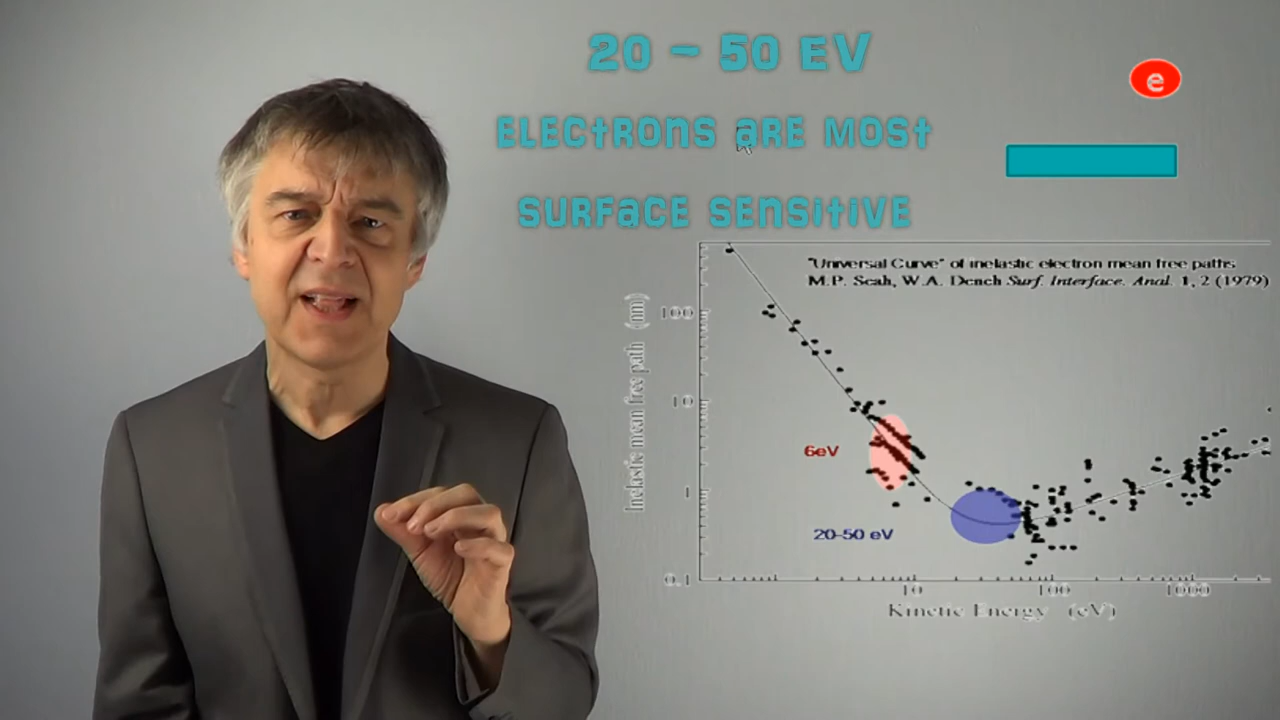 20 – 50 EV
ELECtRONS aRE MOSt
SURFaCE SENSitiVE
e
"Universal Curve" of inelastic electron mean free paths
M.P. Seah, W.A. Dench Surf. Interface. Anal. 1, 2 (1979)
Inelastic mean free path (nm)
100
10
1
0.1
6eV
20-50 eV
10
100
1000
Kinetic Energy (eV)